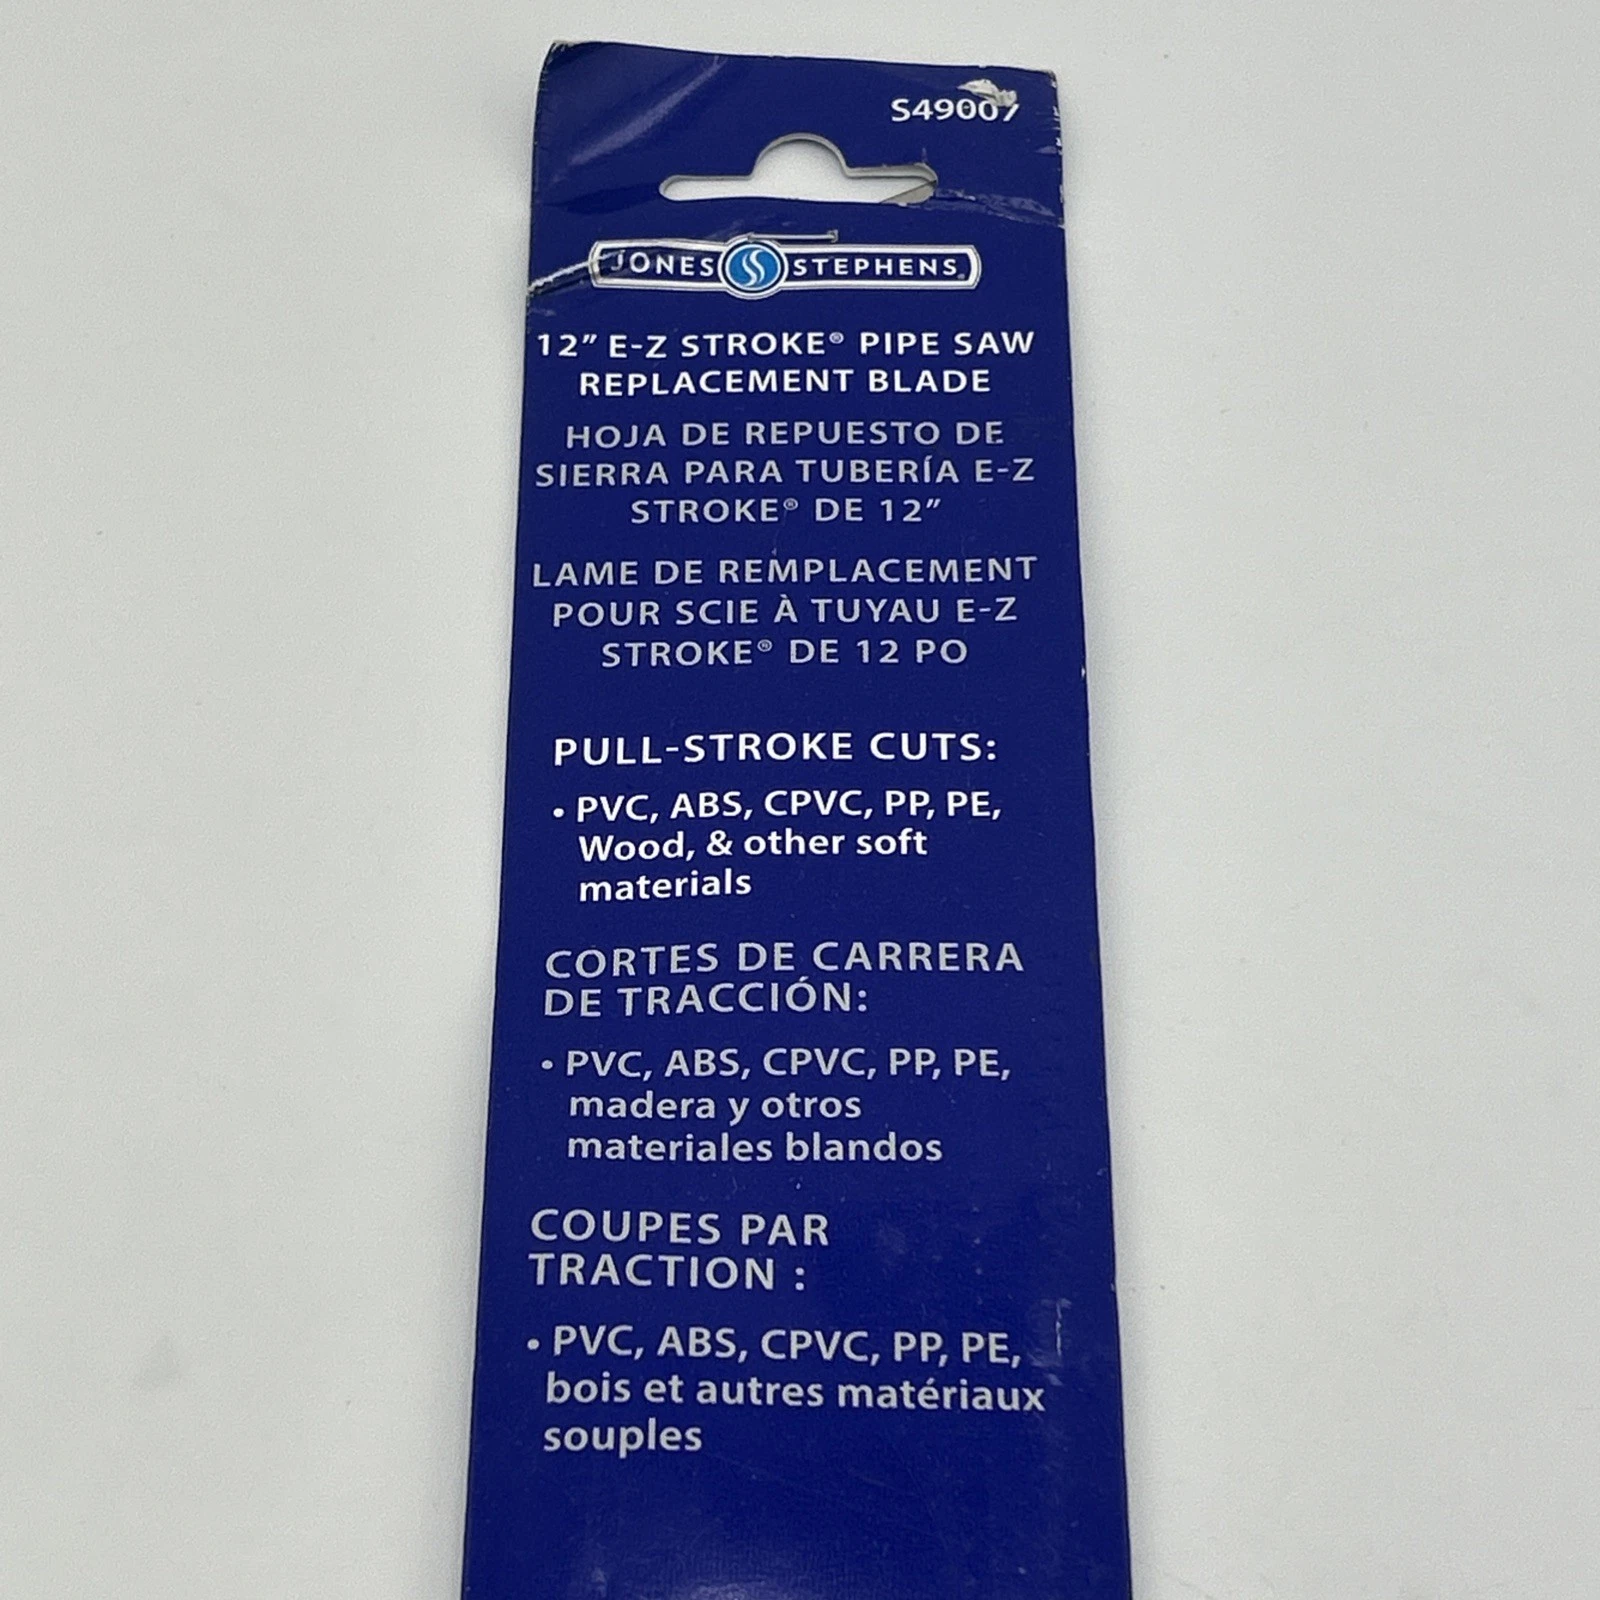 S49007
JONES STEPHENS
12" E-Z STROKE® PIPE SAW
REPLACEMENT BLADE
HOJA DE REPUESTO DE
SIERRA PARA TUBERÍA E-Z
STROKE® DE 12"
LAME DE REMPLACEMENT
POUR SCIE À TUYAU E-Z
STROKE® DE 12 PO
PULL-STROKE CUTS:
• PVC, ABS, CPVC, PP, PE,
Wood, & other soft
materials
CORTES DE CARRERA
DE TRACCIÓN:
• PVC, ABS, CPVC, PP, PE,
madera y otros
materiales blandos
COUPES PAR
TRACTION :
• PVC, ABS, CPVC, PP, PE,
bois et autres matériaux
souples